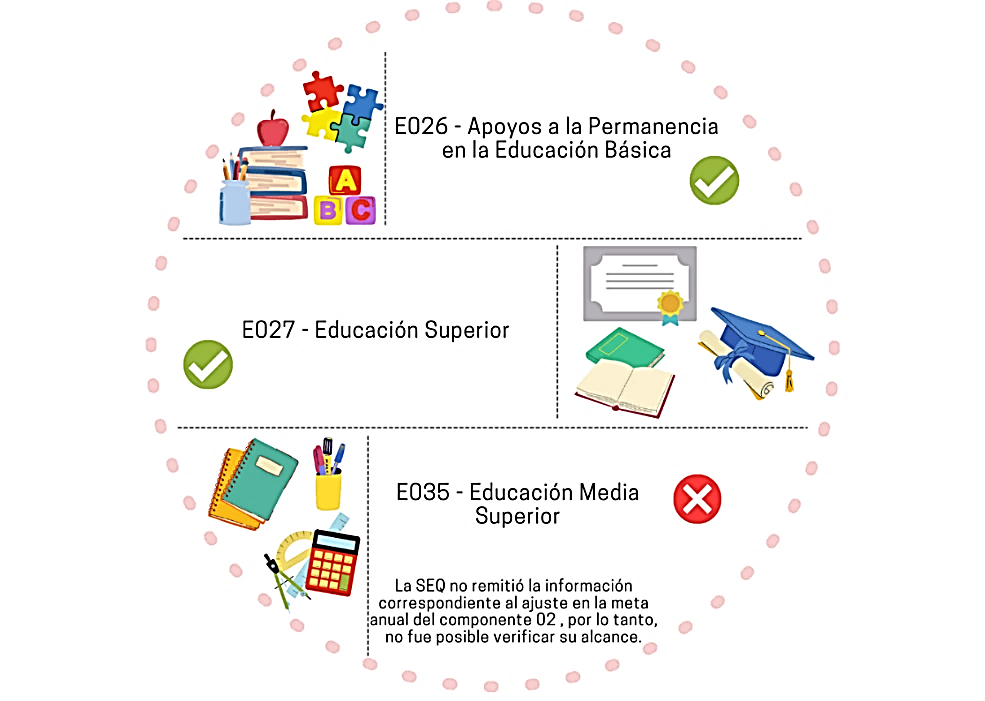 E026 - Apoyos a la Permanencia
en la Educación Básica
A
B
C
E027 - Educación Superior
E035 - Educación Media
Superior
La SEQ no remitió la información
correspondiente al ajuste en la meta
anual del componente 02 , por lo tanto,
no fue posible verificar su alcance.